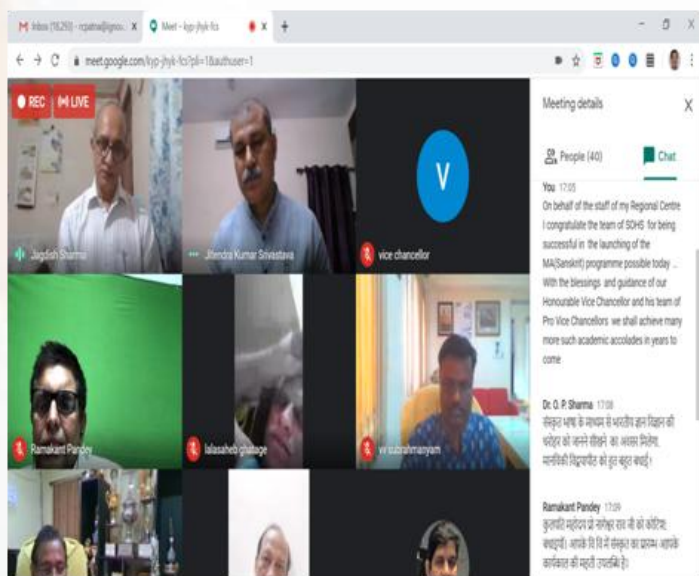 Inbox (18,293) - rcpatna@ignou.
Meet - kyp-jhyk-fcs
meet.google.com/kyp-jhyk-fcs?pli=1&authuser=1
REC
LIVE
Jagdish Sharma
Jitendra Kumar Srivastava
V
vice chancellor
Ramakant Pandey
lalasaheb ghatage
vv subrahmanyam
Meeting details
People (40)
Chat
You 17:05
On behalf of the staff of my Regional Centre
I congratulate the team of SOHS for being
successful in the launching of the
MA(Sanskrit) programme possible today ...
With the blessings and guidance of our
Honourable Vice Chancellor and his team of
Pro Vice Chancellors we shall achieve many
more such academic accolades in years to
come
Dr. O. P. Sharma 17:08
संस्कृत भाषा के माध्यम से भारतीय ज्ञान विज्ञान की
धरोहर को जानने सीखने का अवसर मिलेगा.
मानविकी विद्यापीठ को बहुत बधाई।
Ramakant Pandey 17:09
कुलपति महोदय प्रो नागेश्वर राव जी को कोटिशः
बधाइयाँ। आपके वि वि में संस्कृत का प्रारम्भ आपके
कार्यकाल की महती उपलब्धि है।